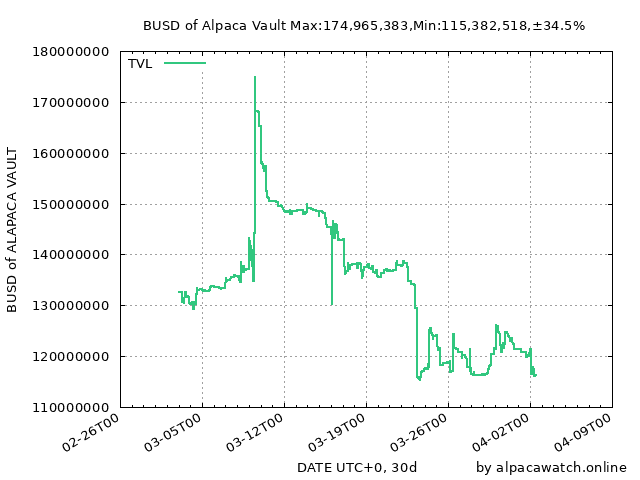 BUSD of Alpaca Vault Max:174,965,383,Min:115,382,518,±34.5%
TVL
180000000
170000000
160000000
150000000
140000000
130000000
120000000
110000000
BUSD of ALAPACA VAULT
02-26T00
03-05T00
03-12T00
03-19T00
03-26T00
04-02T00
04-09T00
DATE UTC+0, 30d
by alpacawatch.online